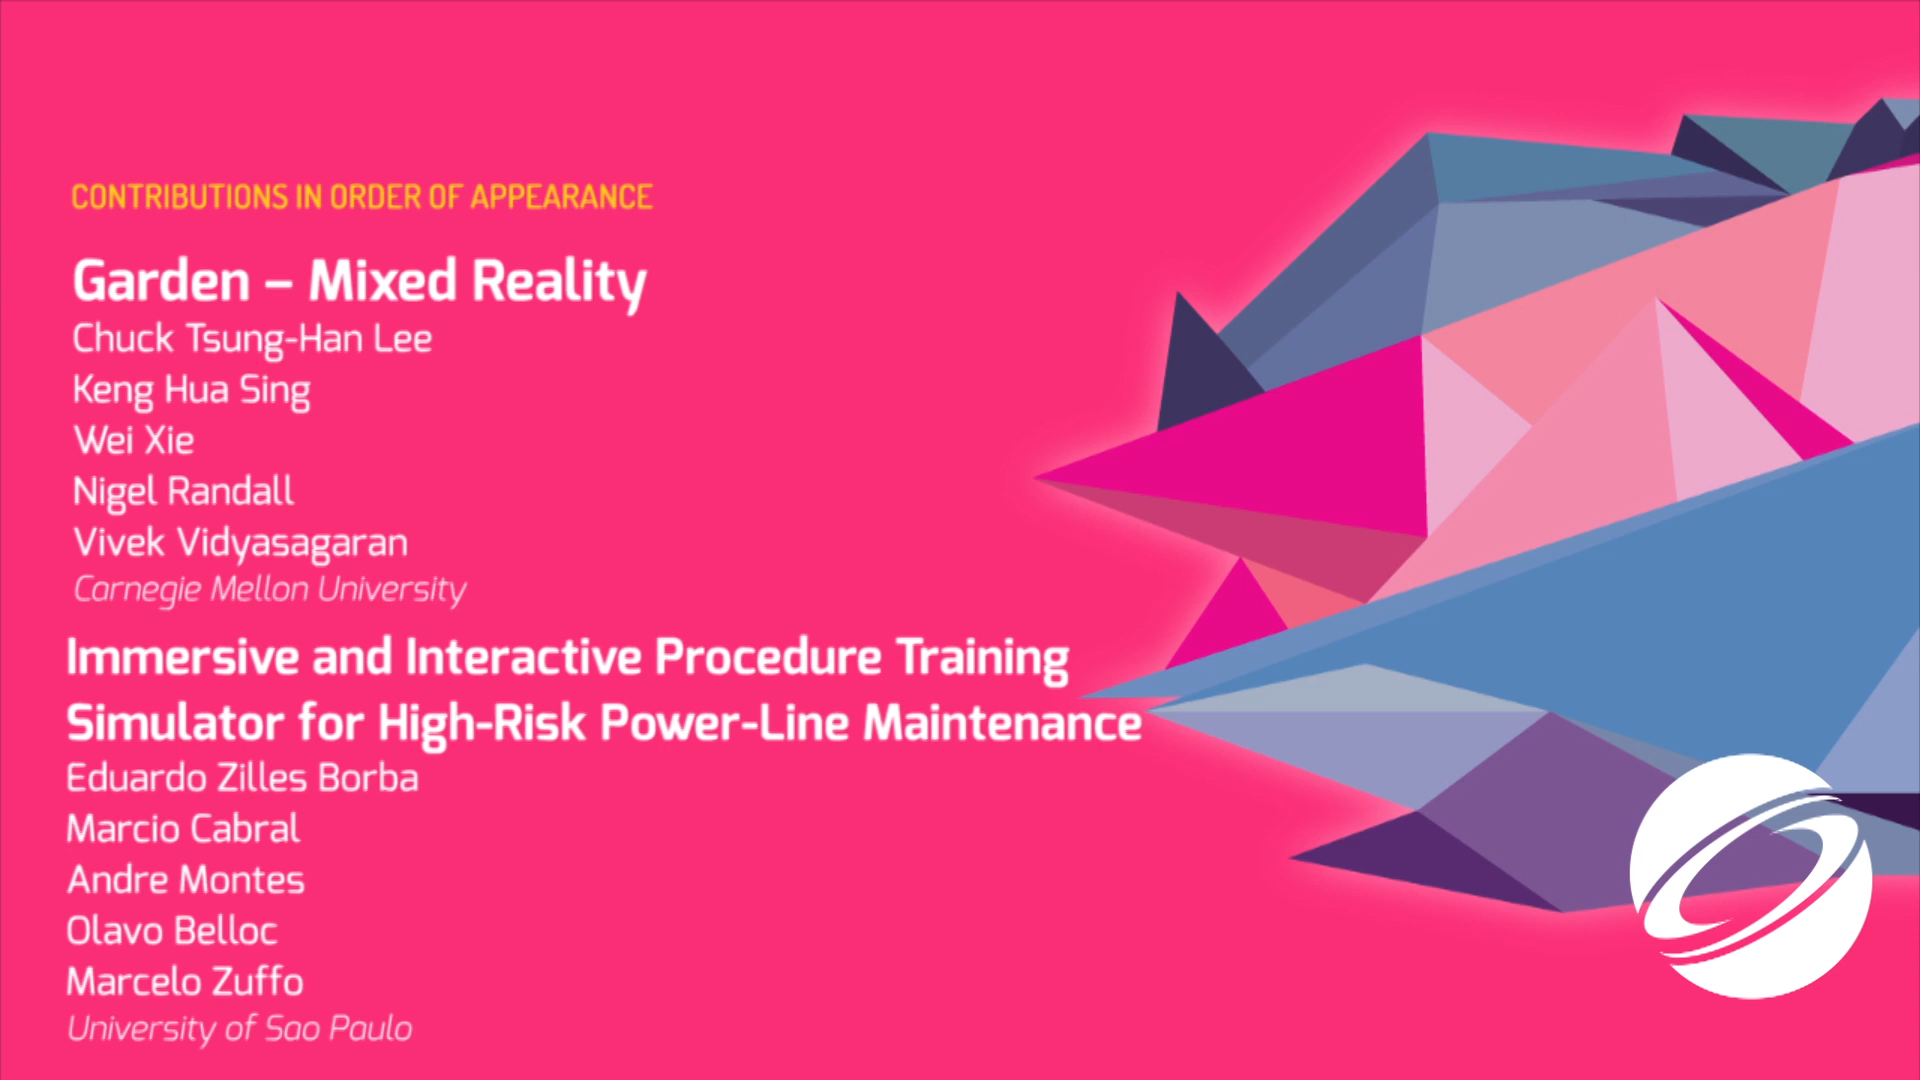 CONTRIBUTIONS IN ORDER OF APPEARANCE
Garden – Mixed Reality
Chuck Tsung-Han Lee
Keng Hua Sing
Wei Xie
Nigel Randall
Vivek Vidyasagaran
Carnegie Mellon University
Immersive and Interactive Procedure Training
Simulator for High-Risk Power-Line Maintenance
Eduardo Zilles Borba
Marcio Cabral
Andre Montes
Olavo Belloc
Marcelo Zuffo
University of Sao Paulo